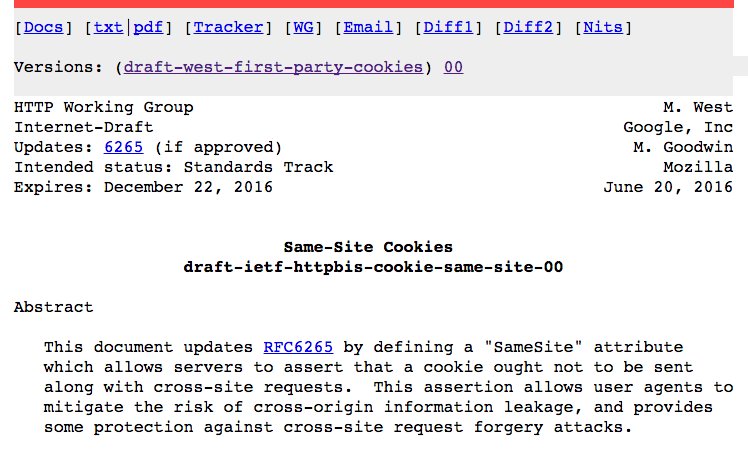 [Docs] [txt|pdf] [Tracker] [WG] [Email] [Diff1] [Diff2] [Nits]
Versions: (draft-west-first-party-cookies) 00
HTTP Working Group M. West
Internet-Draft Google, Inc
Updates: 6265 (if approved) M. Goodwin
Intended status: Standards Track Mozilla
Expires: December 22, 2016 June 20, 2016
Same-Site Cookies
draft-ietf-httpbis-cookie-same-site-00
Abstract
This document updates RFC6265 by defining a "SameSite" attribute
which allows servers to assert that a cookie ought not to be sent
along with cross-site requests. This assertion allows user agents to
mitigate the risk of cross-origin information leakage, and provides
some protection against cross-site request forgery attacks.